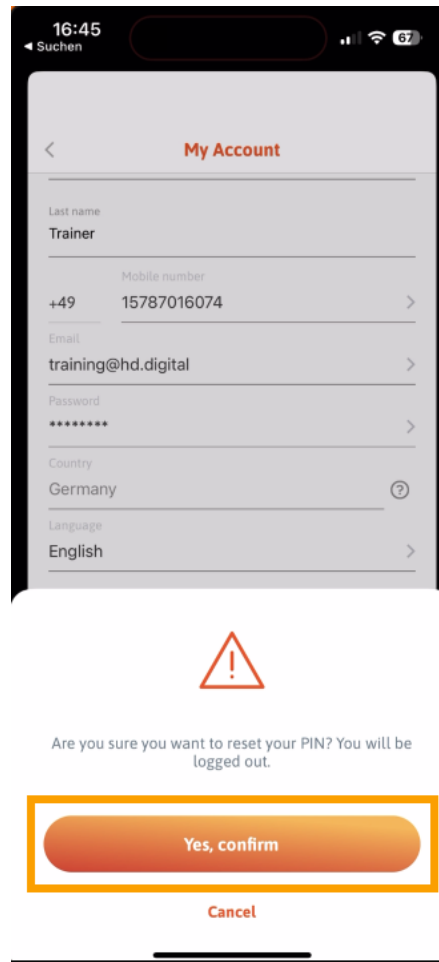 16:45
◀ Suchen
67
My Account
Last name
Trainer
Mobile number
+49 15787016074
Email
training@hd.digital
Password
********
Country
Germany
?
Language
English
Are you sure you want to reset your PIN? You will be
logged out.
Yes, confirm
Cancel